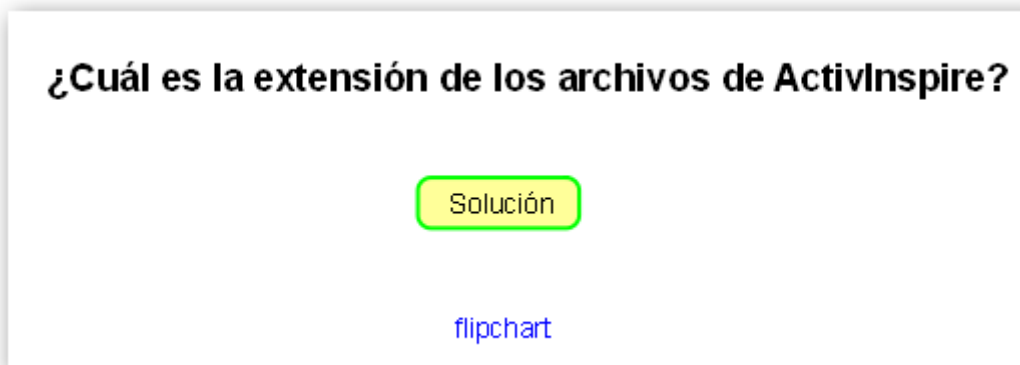 ¿Cuál es la extensión de los archivos de ActivInspire?
Solución
flipchart